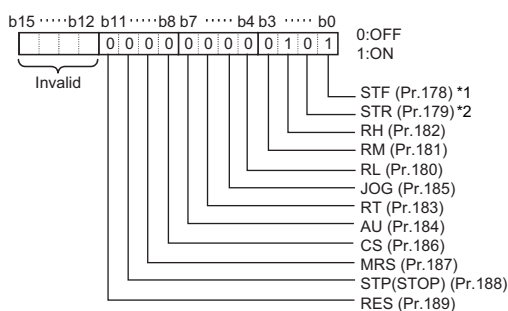 b15 ····· b12 b11 ····· b8 b7 ····· b4 b3 ····· b0
0 0 0 0 0 0 0 0 0 1 0 1
0:OFF
1:ON
Invalid
STF (Pr.178) *1
STR (Pr.179) *2
RH (Pr.182)
RM (Pr.181)
RL (Pr.180)
JOG (Pr.185)
RT (Pr.183)
AU (Pr.184)
CS (Pr.186)
MRS (Pr.187)
STP(STOP) (Pr.188)
RES (Pr.189)